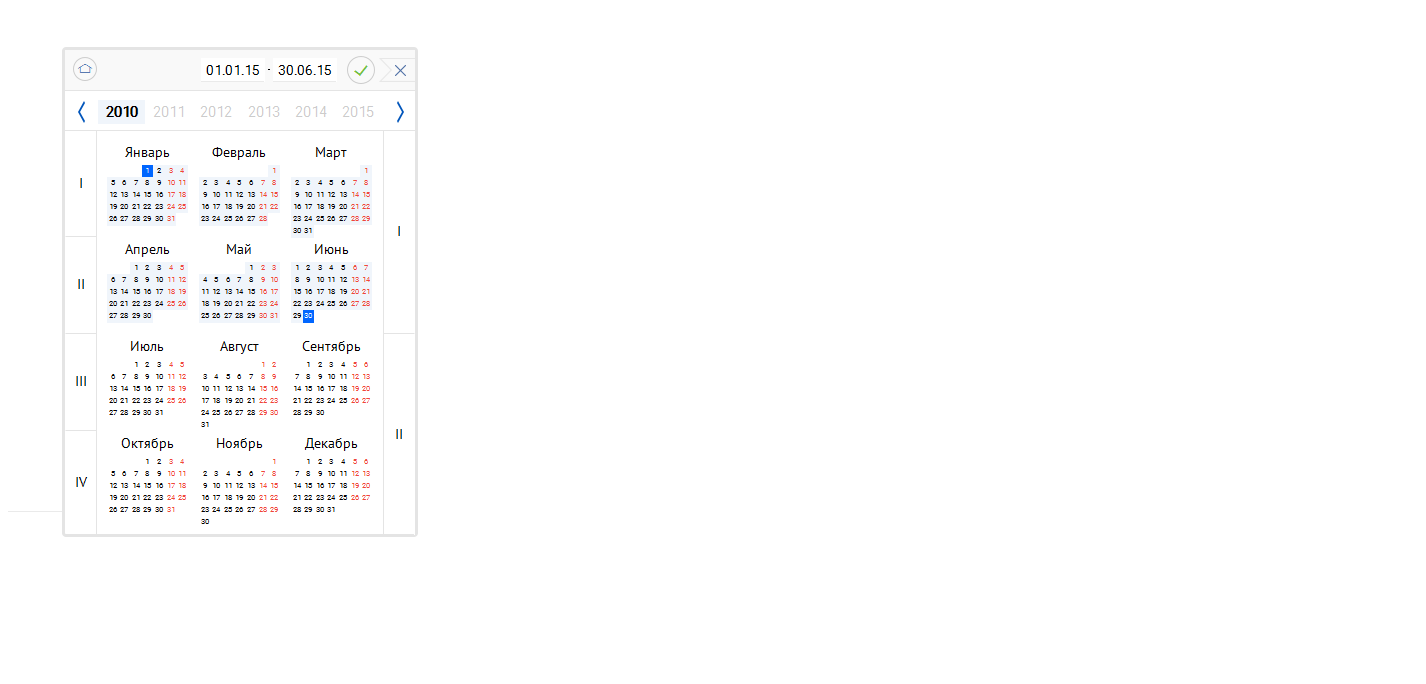 01.01.15 - 30.06.15
2010 2011 2012 2013 2014 2015
Январь Февраль Март
1 2 3 4 1 1
5 6 7 8 9 10 11 2 3 4 5 6 7 8 2 3 4 5 6 7 8
I
12 13 14 15 16 17 18 9 10 11 12 13 14 15 9 10 11 12 13 14 15
19 20 21 22 23 24 25 16 17 18 19 20 21 22 16 17 18 19 20 21 22
26 27 28 29 30 31 23 24 25 26 27 28 23 24 25 26 27 28 29
30 31
I
Апрель Май Июнь
1 2 3 4 5 1 2 3 1 2 3 4 5 6 7
6 7 8 9 10 11 12 4 5 6 7 8 9 10 8 9 10 11 12 13 14
II
13 14 15 16 17 18 19 11 12 13 14 15 16 17 15 16 17 18 19 20 21
20 21 22 23 24 25 26 18 19 20 21 22 23 24 22 23 24 25 26 27 28
27 28 29 30 25 26 27 28 29 30 31 29 30
Июль Август Сентябрь
1 2 3 4 5 1 2 1 2 3 4 5 6
6 7 8 9 10 11 12 3 4 5 6 7 8 9 7 8 9 10 11 12 13
III
13 14 15 16 17 18 19 10 11 12 13 14 15 16 14 15 16 17 18 19 20
20 21 22 23 24 25 26 17 18 19 20 21 22 23 21 22 23 24 25 26 27
27 28 29 30 31 24 25 26 27 28 29 30 28 29 30
31
II
Октябрь Ноябрь Декабрь
1 2 3 4 1 1 2 3 4 5 6
5 6 7 8 9 10 11 2 3 4 5 6 7 8 7 8 9 10 11 12 13
IV
12 13 14 15 16 17 18 9 10 11 12 13 14 15 14 15 16 17 18 19 20
19 20 21 22 23 24 25 16 17 18 19 20 21 22 21 22 23 24 25 26 27
26 27 28 29 30 31 23 24 25 26 27 28 29 28 29 30 31
30